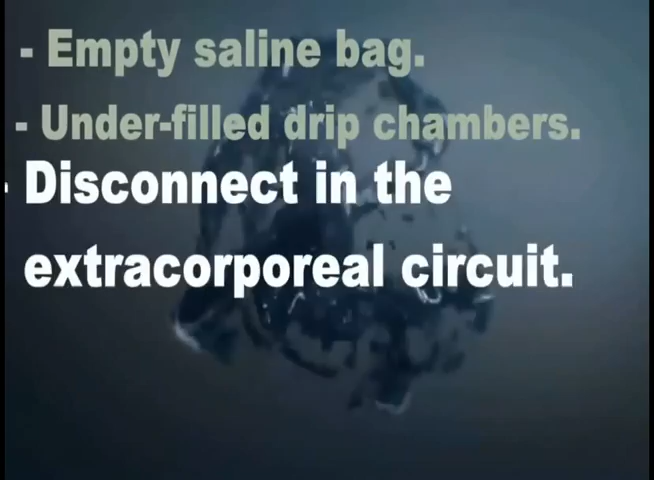 - Empty saline bag.
- Under-filled drip chambers.
- Disconnect in the
extracorporeal circuit.